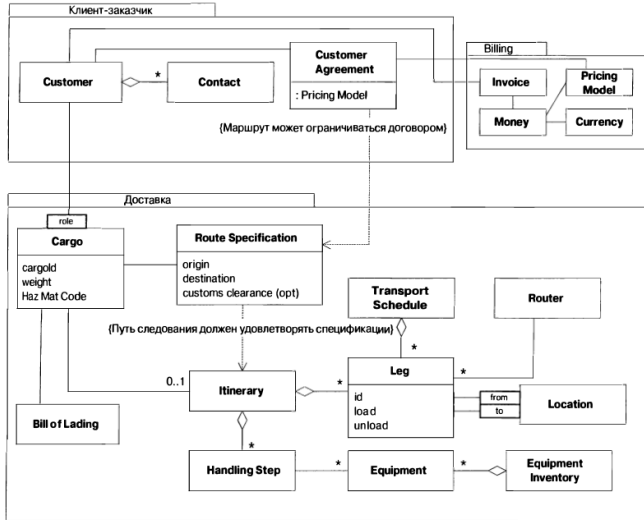 Клиент-заказчик
Customer
*
Contact
Customer
Agreement
: Pricing Model
Billing
Invoice
Pricing
Model
Money
Currency
{Маршрут может ограничиваться договором}
Доставка
role
Cargo
cargoId
weight
Haz Mat Code
Route Specification
origin
destination
customs clearance (opt)
Transport
Schedule
Router
{Путь следования должен удовлетворять спецификации}
*
*
0..1
Itinerary
*
Leg
id
load
unload
from
to
Location
Bill of Lading
*
Handling Step
*
Equipment
*
Equipment
Inventory